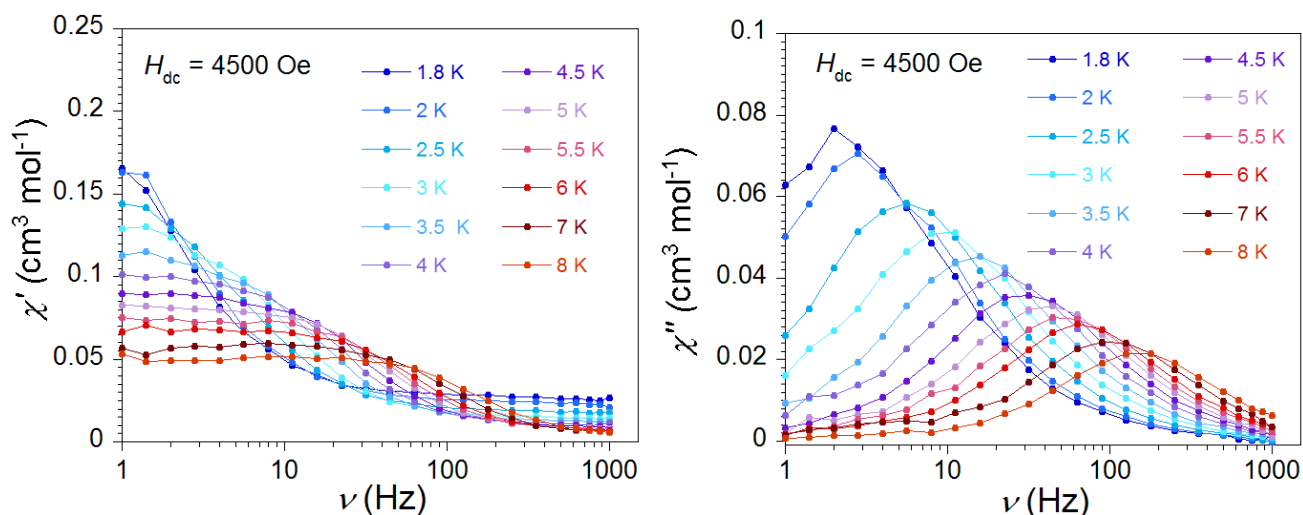 0.25
0.2
0.15
0.1
0.05
0
χ′ (cm³ mol⁻¹)
H_dc = 4500 Oe
1.8 K
2 K
2.5 K
3 K
3.5 K
4 K
4.5 K
5 K
5.5 K
6 K
7 K
8 K
1
10
100
1000
ν (Hz)
0.1
0.08
0.06
0.04
0.02
0
χ″ (cm³ mol⁻¹)
H_dc = 4500 Oe
1.8 K
2 K
2.5 K
3 K
3.5 K
4 K
4.5 K
5 K
5.5 K
6 K
7 K
8 K
1
10
100
1000
ν (Hz)